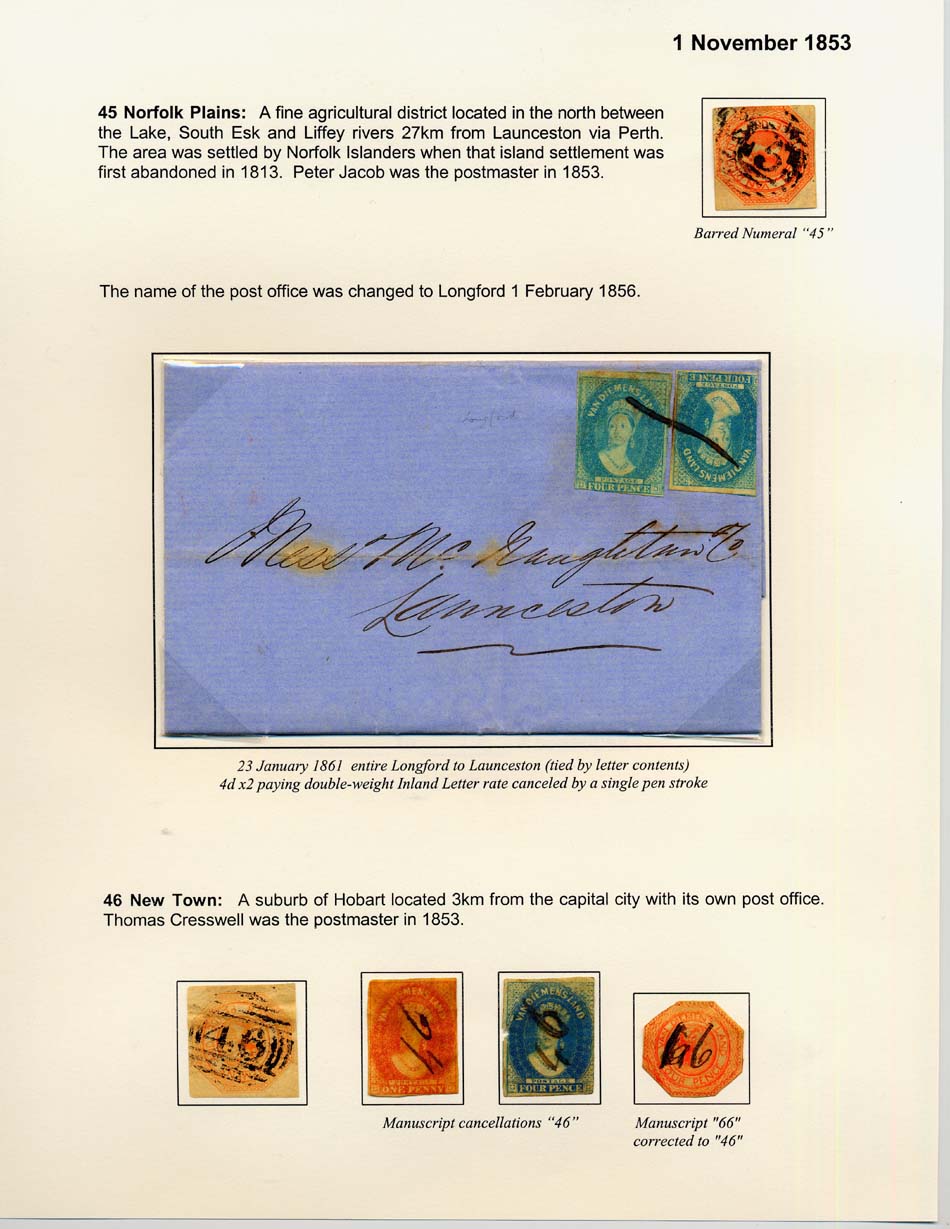 1 November 1853
45 Norfolk Plains: A fine agricultural district located in the north between
the Lake, South Esk and Liffey rivers 27km from Launceston via Perth.
The area was settled by Norfolk Islanders when that island settlement was
first abandoned in 1813. Peter Jacob was the postmaster in 1853.
Barred Numeral “45”
The name of the post office was changed to Longford 1 February 1856.
Longford
VAN DIEMENS LAND
POSTAGE
FOUR PENCE
VAN DIEMENS LAND
POSTAGE
FOUR PENCE
Messrs McNaughtan & Co
Launceston
23 January 1861 entire Longford to Launceston (tied by letter contents)
4d x2 paying double-weight Inland Letter rate canceled by a single pen stroke
46 New Town: A suburb of Hobart located 3km from the capital city with its own post office.
Thomas Cresswell was the postmaster in 1853.
46
46
POSTAGE
ONE PENNY
VAN DIEMENS LAND
46
POSTAGE
FOUR PENCE
66
FOUR PENCE
Manuscript cancellations “46”
Manuscript "66"
corrected to "46"